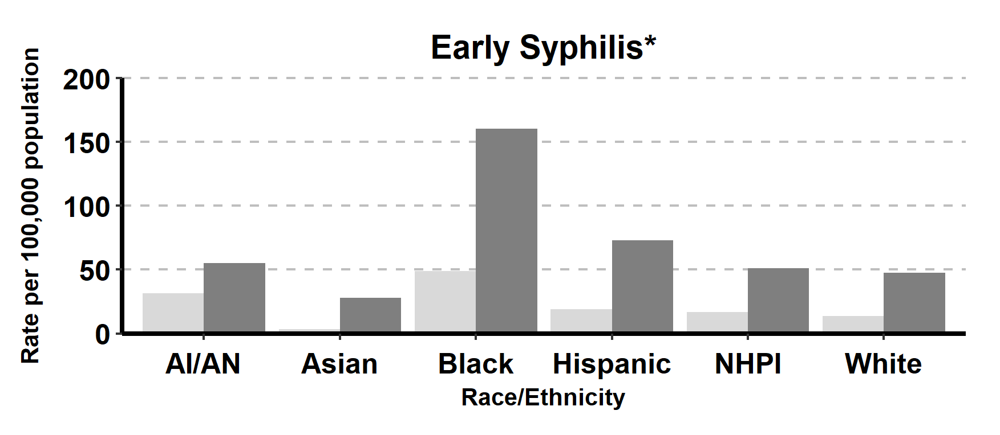 Early Syphilis*
Rate per 100,000 population
200
150
100
50
0
AI/AN Asian Black Hispanic NHPI White
Race/Ethnicity